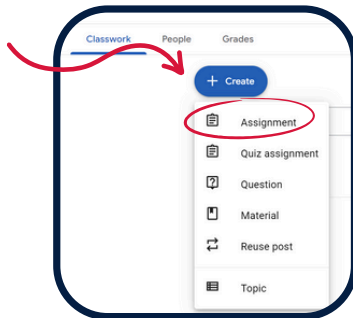 Classwork People Grades
+ Create
Assignment
Quiz assignment
Question
Material
Reuse post
Topic